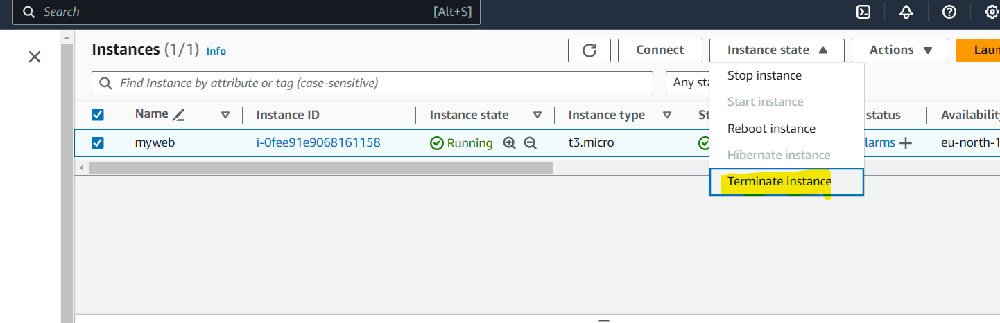 Search [Alt+S]
Instances (1/1) Info
Connect
Instance state
Actions
Laun
Find Instance by attribute or tag (case-sensitive)
Any sta
Stop instance
Start instance
Reboot instance
Hibernate instance
Terminate instance
Name
Instance ID
Instance state
Instance type
St
status
Availability
myweb
i-0fee91e9068161158
Running
t3.micro
larms
eu-north-1